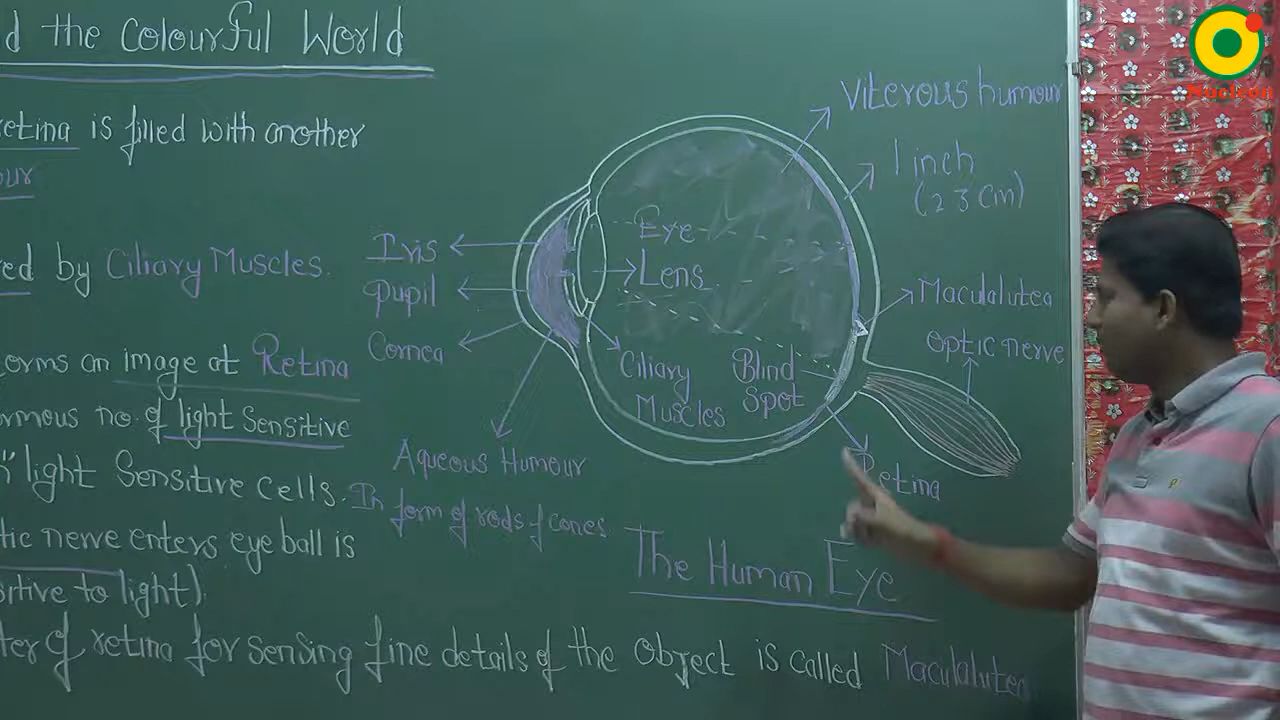 d the Colourful World
retina is filled with another
our
red by Ciliary Muscles.
orms an image at Retina
ormous no. of light Sensitive
light Sensitive Cells.
In form of rods & cones
tic nerve enters eye ball is
sitive to light).
ter of retina for sensing fine details of the object is called Maculalutea
Viterous humour
1 inch
(2 3 Cm)
Iris
Pupil
Cornea
Eye
Lens
Ciliary
Muscles
Blind
Spot
Maculalutea
optic nerve
Aqueous Humour
Retina
The Human Eye
Nucleon